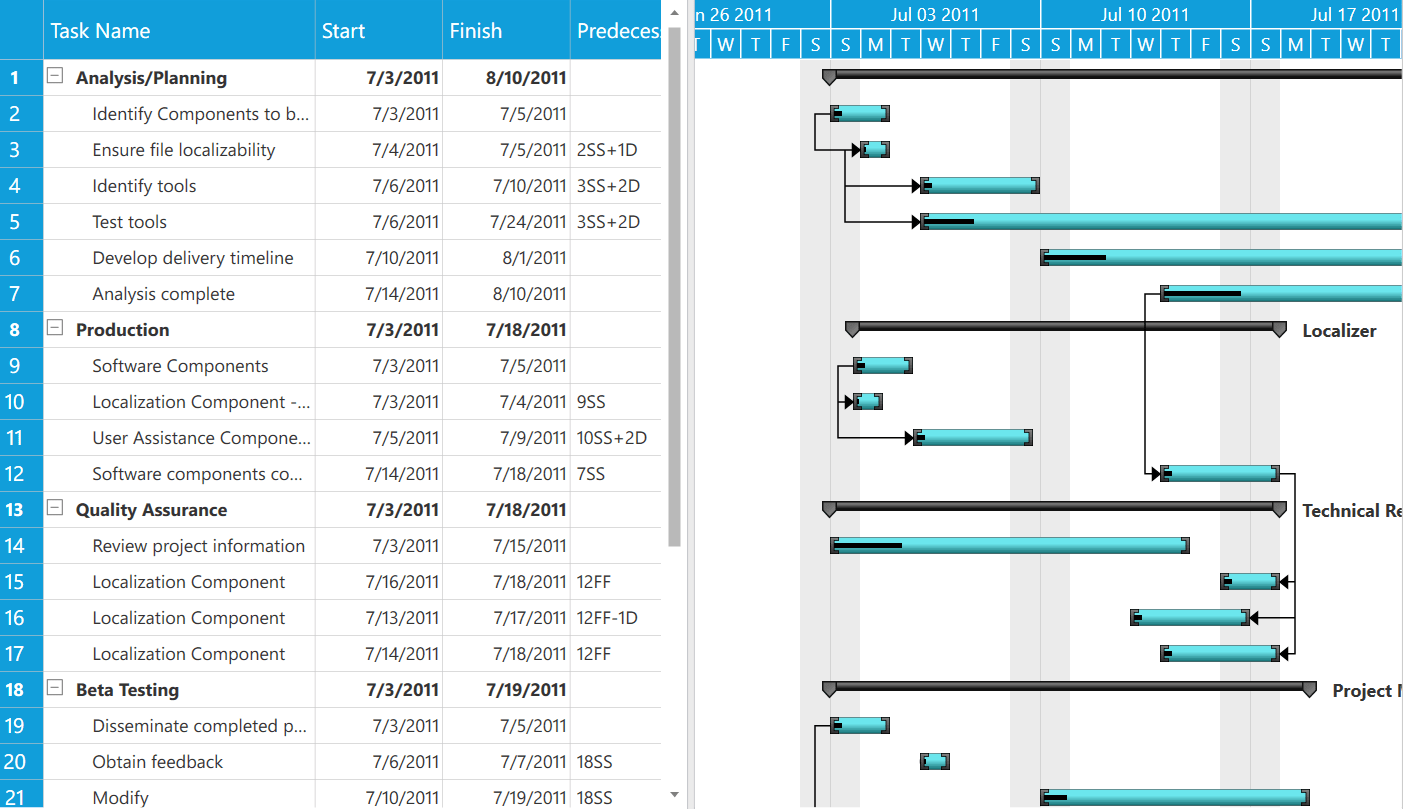 Task Name Start Finish Predeces
n 26 2011 Jul 03 2011 Jul 10 2011 Jul 17 2011
T W T F S S M T W T F S S M T W T F S S M T W T
1 Analysis/Planning 7/3/2011 8/10/2011
2 Identify Components to b... 7/3/2011 7/5/2011
3 Ensure file localizability 7/4/2011 7/5/2011 2SS+1D
4 Identify tools 7/6/2011 7/10/2011 3SS+2D
5 Test tools 7/6/2011 7/24/2011 3SS+2D
6 Develop delivery timeline 7/10/2011 8/1/2011
7 Analysis complete 7/14/2011 8/10/2011
8 Production 7/3/2011 7/18/2011 Localizer
9 Software Components 7/3/2011 7/5/2011
10 Localization Component -... 7/3/2011 7/4/2011 9SS
11 User Assistance Compone... 7/5/2011 7/9/2011 10SS+2D
12 Software components co... 7/14/2011 7/18/2011 7SS
13 Quality Assurance 7/3/2011 7/18/2011 Technical Re
14 Review project information 7/3/2011 7/15/2011
15 Localization Component 7/16/2011 7/18/2011 12FF
16 Localization Component 7/13/2011 7/17/2011 12FF-1D
17 Localization Component 7/14/2011 7/18/2011 12FF
18 Beta Testing 7/3/2011 7/19/2011 Project
19 Disseminate completed p... 7/3/2011 7/5/2011
20 Obtain feedback 7/6/2011 7/7/2011 18SS
21 Modify 7/10/2011 7/19/2011 18SS